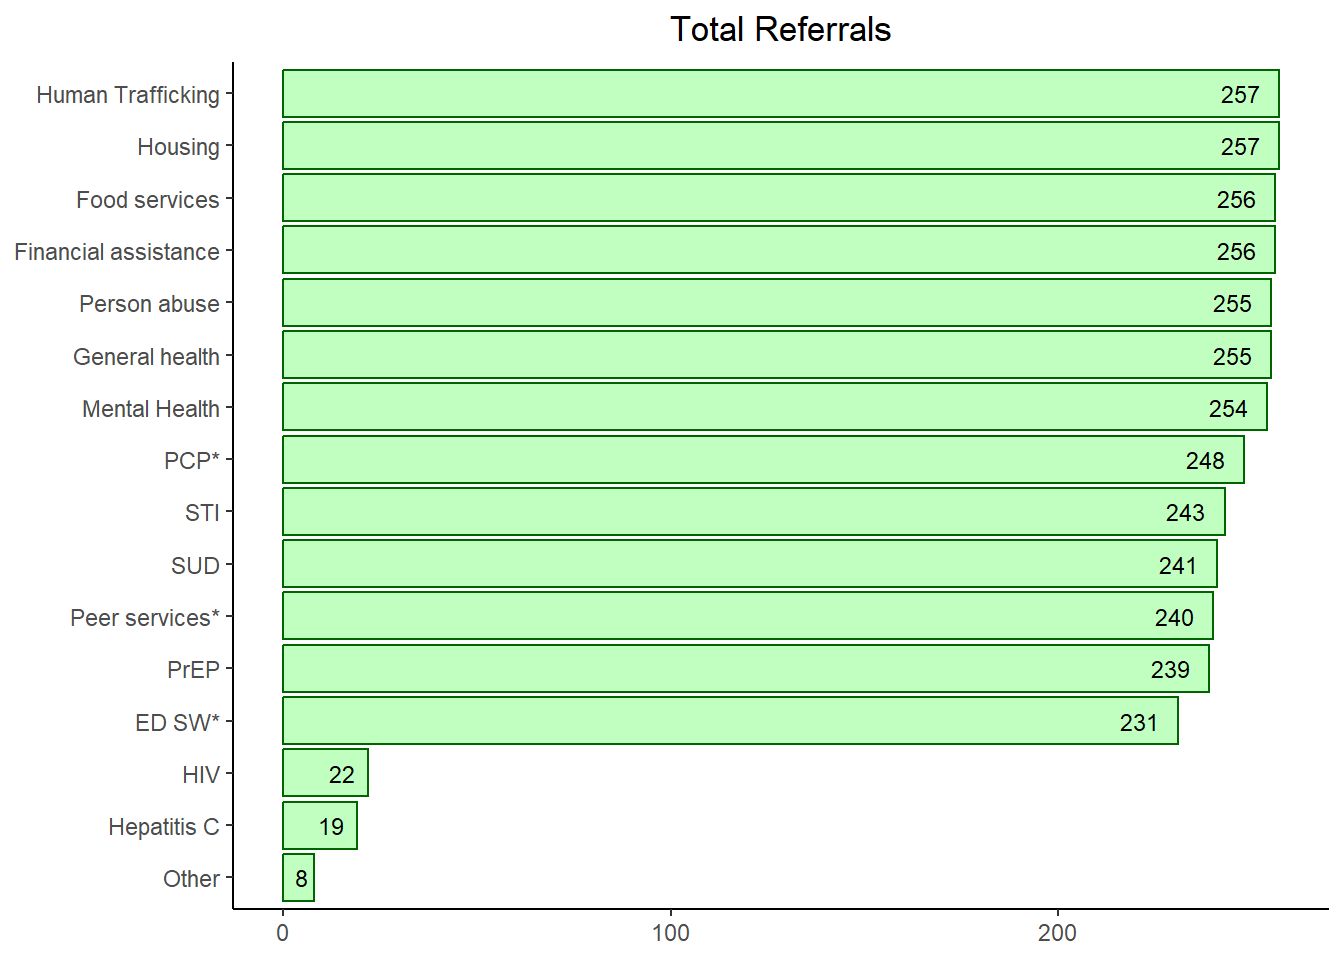 Total Referrals
Human Trafficking 257
Housing 257
Food services 256
Financial assistance 256
Person abuse 255
General health 255
Mental Health 254
PCP* 248
STI 243
SUD 241
Peer services* 240
PrEP 239
ED SW* 231
HIV 22
Hepatitis C 19
Other 8
0 100 200